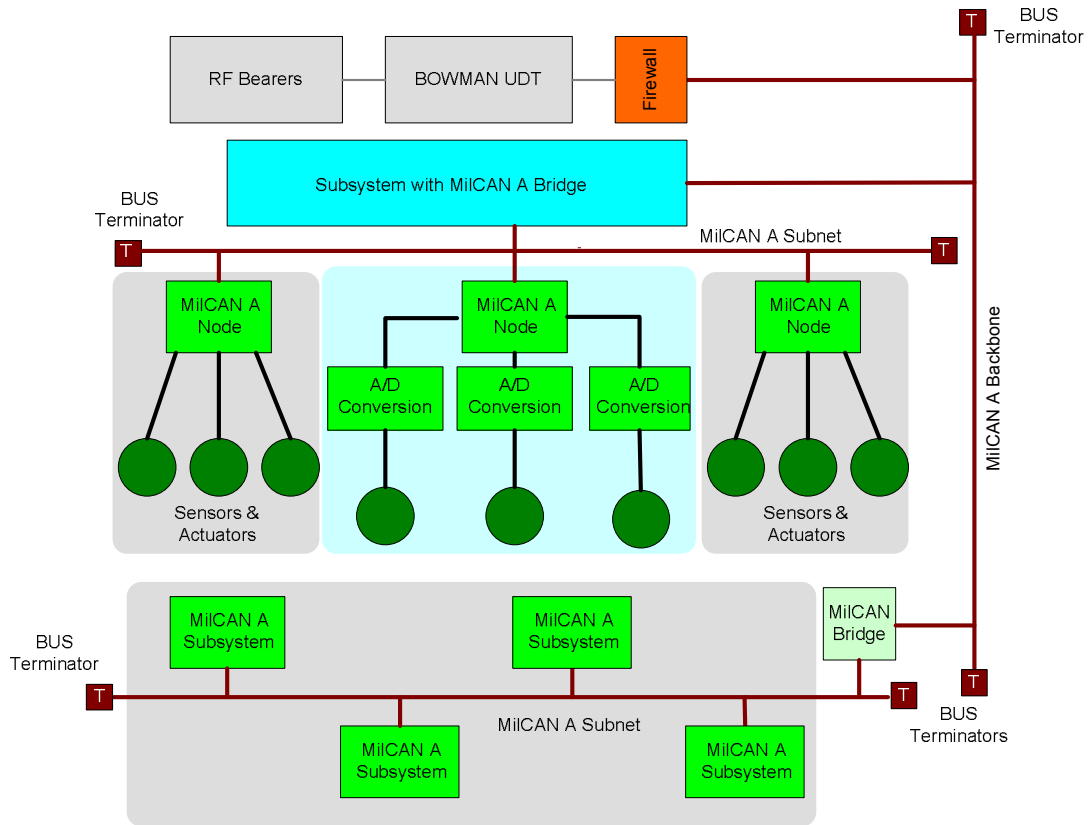 T
BUS
Terminator
RF Bearers
BOWMAN UDT
Firewall
Subsystem with MilCAN A Bridge
BUS
Terminator
T
MilCAN A Subnet
T
MilCAN A
Node
MilCAN A
Node
MilCAN A
Node
A/D
Conversion
A/D
Conversion
A/D
Conversion
MilCAN A Backbone
Sensors &
Actuators
Sensors &
Actuators
MilCAN A
Subsystem
MilCAN A
Subsystem
MilCAN
Bridge
BUS
Terminator
T
T
T
MilCAN A Subnet
BUS
Terminators
MilCAN A
Subsystem
MilCAN A
Subsystem